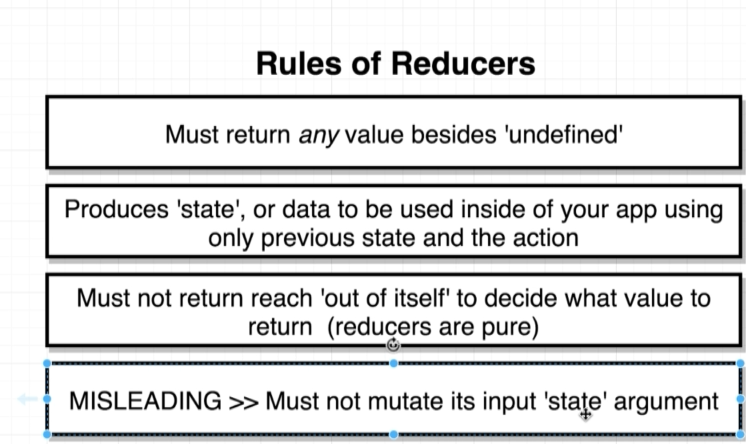 Rules of Reducers
Must return any value besides 'undefined'
Produces 'state', or data to be used inside of your app using
only previous state and the action
Must not return reach 'out of itself' to decide what value to
return (reducers are pure)
MISLEADING >> Must not mutate its input 'state' argument